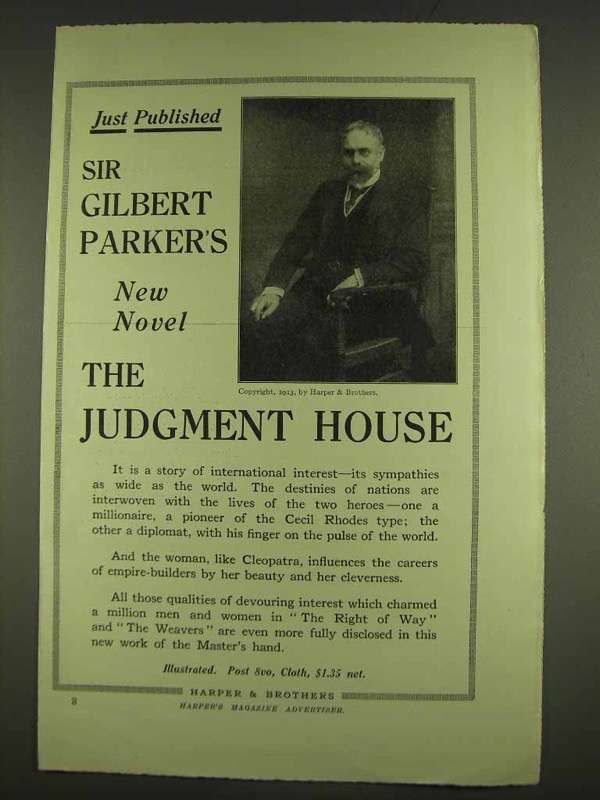 Just Published
SIR
GILBERT
PARKER'S
New
Novel
Copyright, 1913, by Harper & Brothers.
THE
JUDGMENT HOUSE
It is a story of international interest—its sympathies
as wide as the world. The destinies of nations are
interwoven with the lives of the two heroes—one a
millionaire, a pioneer of the Cecil Rhodes type; the
other a diplomat, with his finger on the pulse of the world.
And the woman, like Cleopatra, influences the careers
of empire-builders by her beauty and her cleverness.
All those qualities of devouring interest which charmed
a million men and women in "The Right of Way"
and "The Weavers" are even more fully disclosed in this
new work of the Master's hand.
Illustrated. Post 8vo, Cloth, $1.35 net.
HARPER & BROTHERS
8
HARPER'S MAGAZINE ADVERTISER.